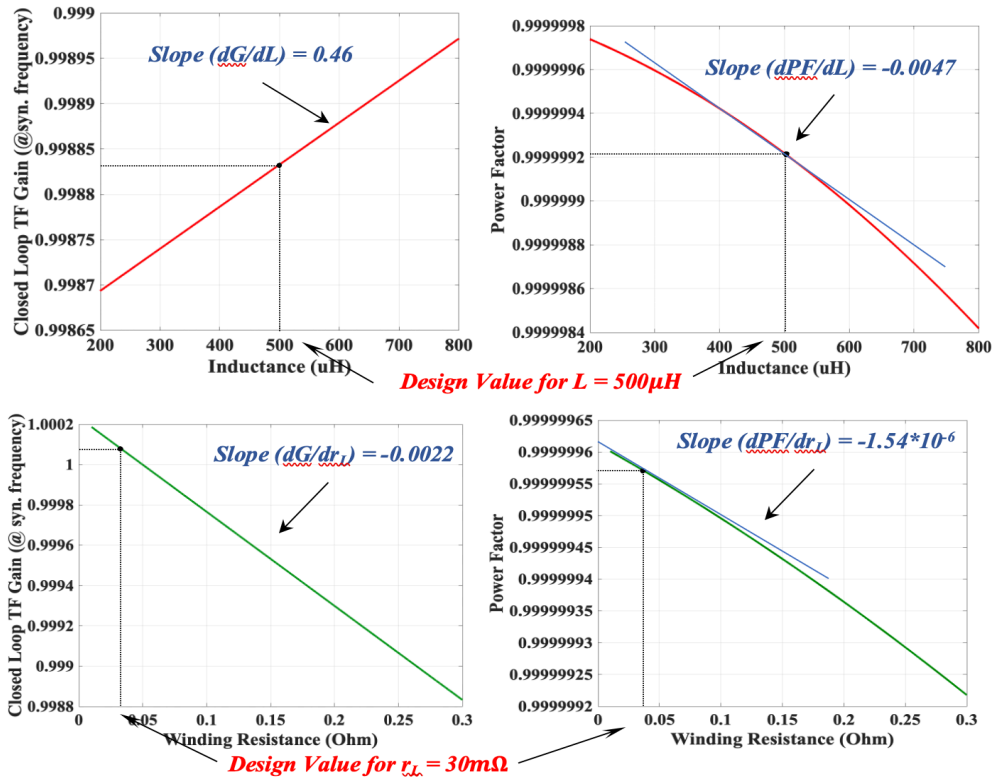 Closed Loop TF Gain (@syn. frequency)
0.999
0.99895
0.9989
0.99885
0.9988
0.99875
0.9987
0.99865
200 300 400 500 600 700 800
Inductance (uH)
Slope (dG/dL) = 0.46
Power Factor
0.9999998
0.9999996
0.9999994
0.9999992
0.999999
0.9999988
0.9999986
0.9999984
200 300 400 500 600 700 800
Inductance (uH)
Slope (dPF/dL) = -0.0047
Design Value for L = 500μH
Closed Loop TF Gain (@ syn. frequency)
1.0002
1
0.9998
0.9996
0.9994
0.9992
0.999
0.9988
0 0.05 0.1 0.15 0.2 0.25 0.3
Winding Resistance (Ohm)
Slope (dG/drL) = -0.0022
Power Factor
0.99999965
0.9999996
0.99999955
0.9999995
0.99999945
0.9999994
0.99999935
0.9999993
0.99999925
0.9999992
0 0.05 0.1 0.15 0.2 0.25 0.3
Winding Resistance (Ohm)
Slope (dPF/drL) = -1.54*10-6
Design Value for rL = 30mΩ